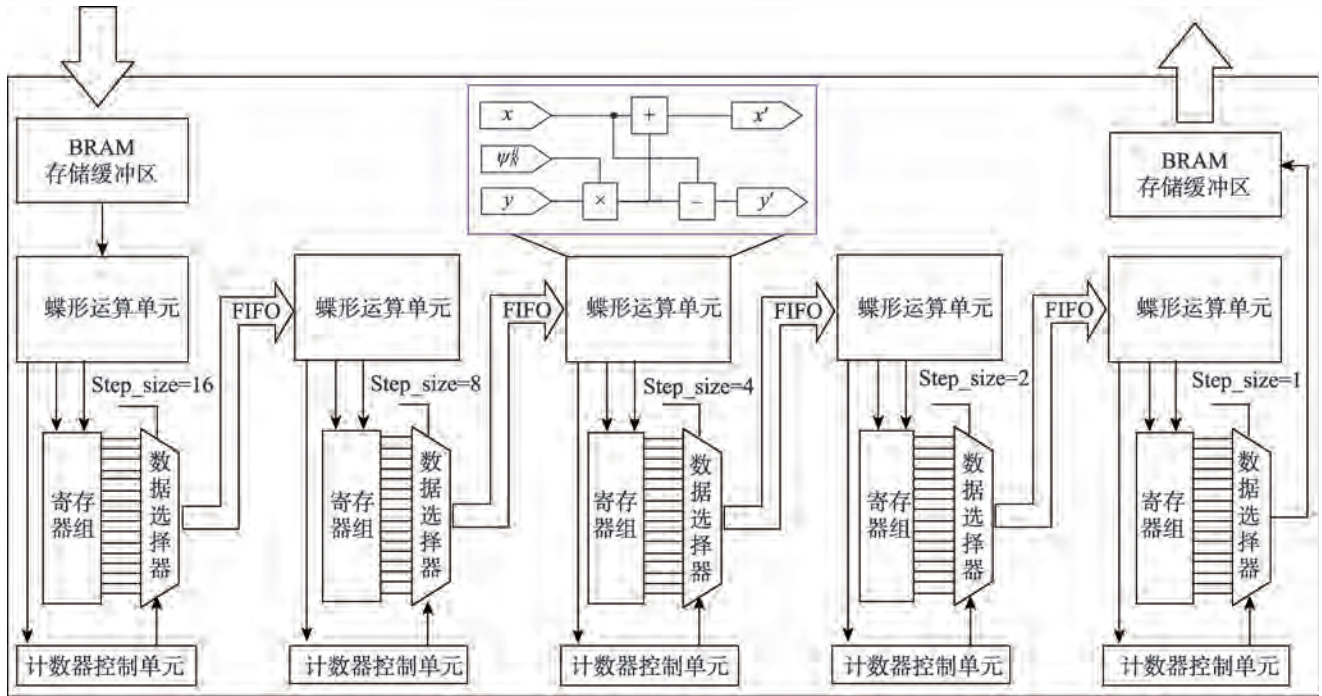 BRAM
存储缓冲区
x
+
x′
y
×
−
y′
BRAM
存储缓冲区
蝶形运算单元
FIFO
蝶形运算单元
FIFO
蝶形运算单元
FIFO
蝶形运算单元
FIFO
蝶形运算单元
Step_size=16
Step_size=8
Step_size=4
Step_size=2
Step_size=1
寄存
器组
数据选择器
寄存
器组
数据选择器
寄存
器组
数据选择器
寄存
器组
数据选择器
寄存
器组
数据选择器
计数器控制单元
计数器控制单元
计数器控制单元
计数器控制单元
计数器控制单元